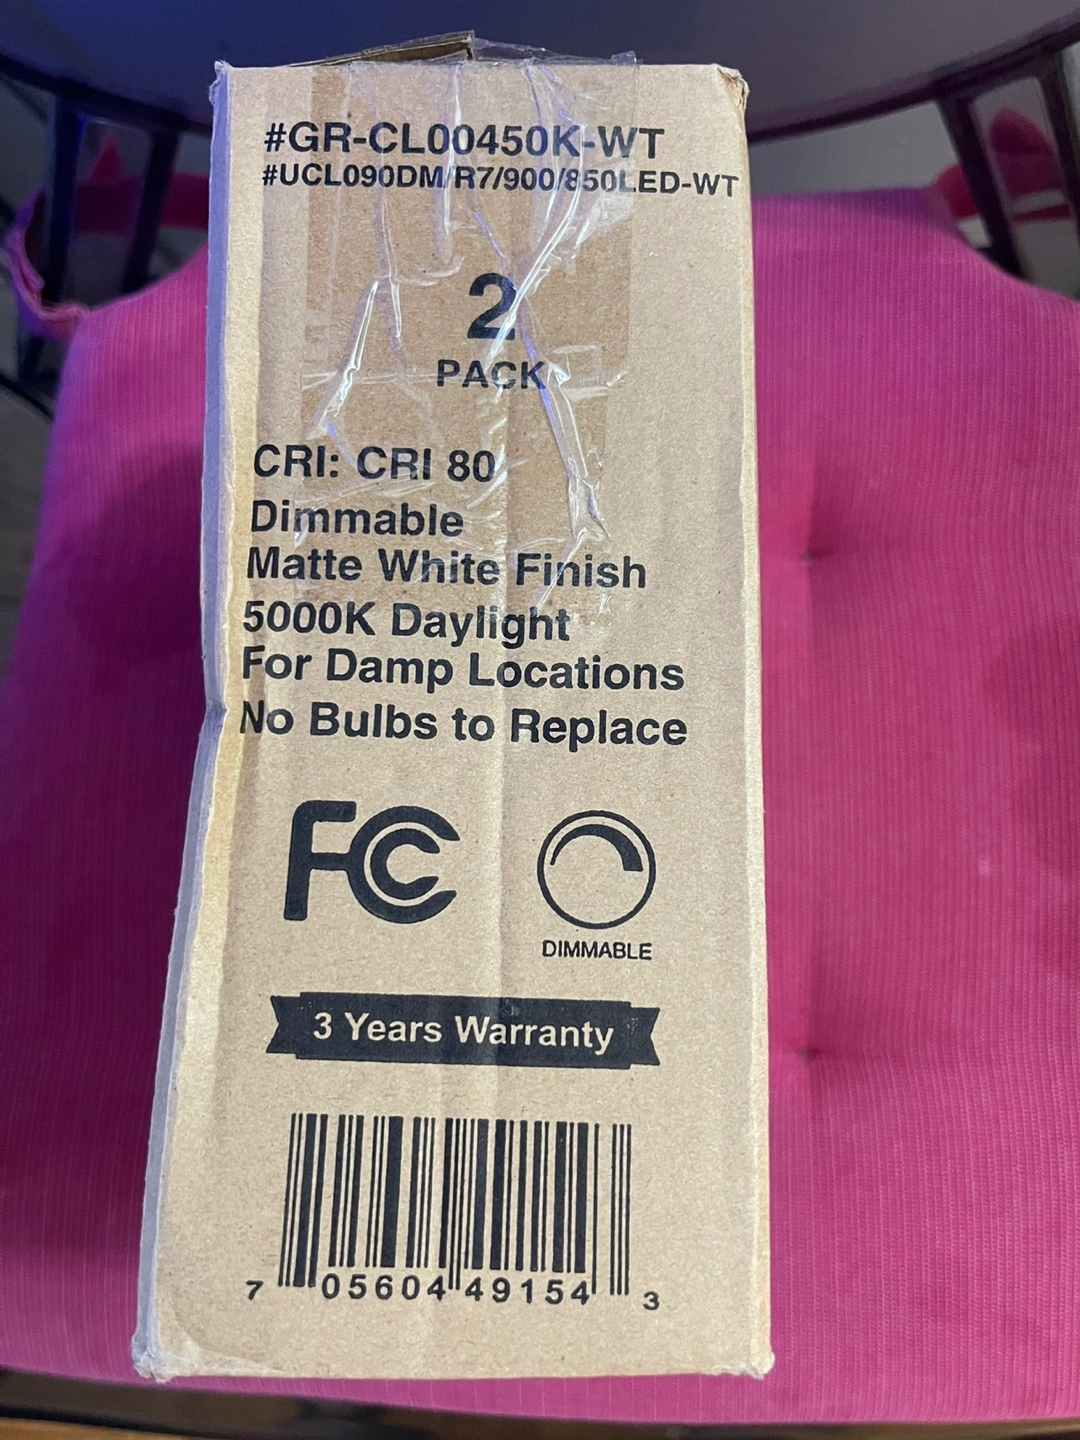 #GR-CL00450K-WT
#UCL090DM/R7/900/850LED-WT
2
PACK
CRI: CRI 80
Dimmable
Matte White Finish
5000K Daylight
For Damp Locations
No Bulbs to Replace
FC
DIMMABLE
3 Years Warranty
7 05604 49154 3